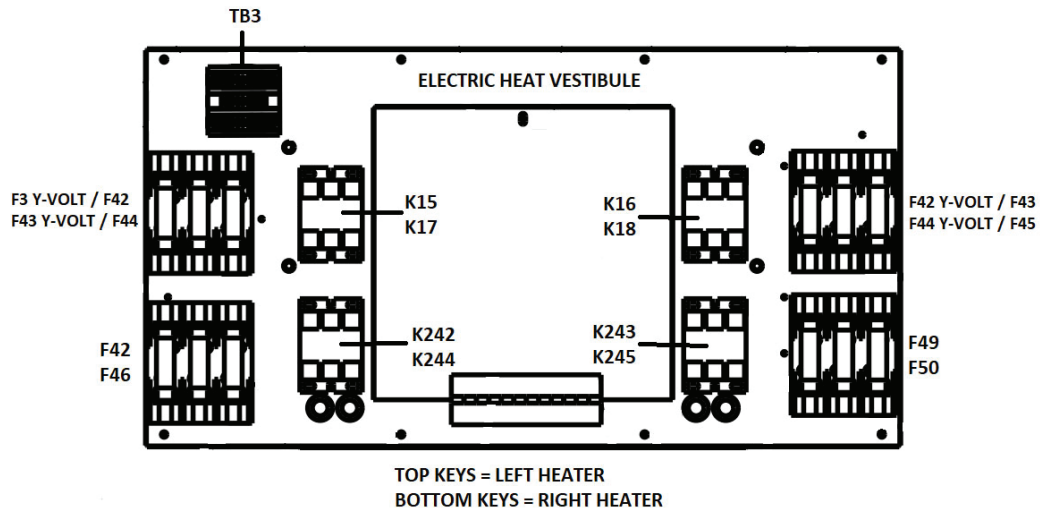 TB3
ELECTRIC HEAT VESTIBULE
F3 Y-VOLT / F42
F43 Y-VOLT / F44
K15
K17
K16
K18
F42 Y-VOLT / F43
F44 Y-VOLT / F45
F42
F46
K242
K244
K243
K245
F49
F50
TOP KEYS = LEFT HEATER
BOTTOM KEYS = RIGHT HEATER